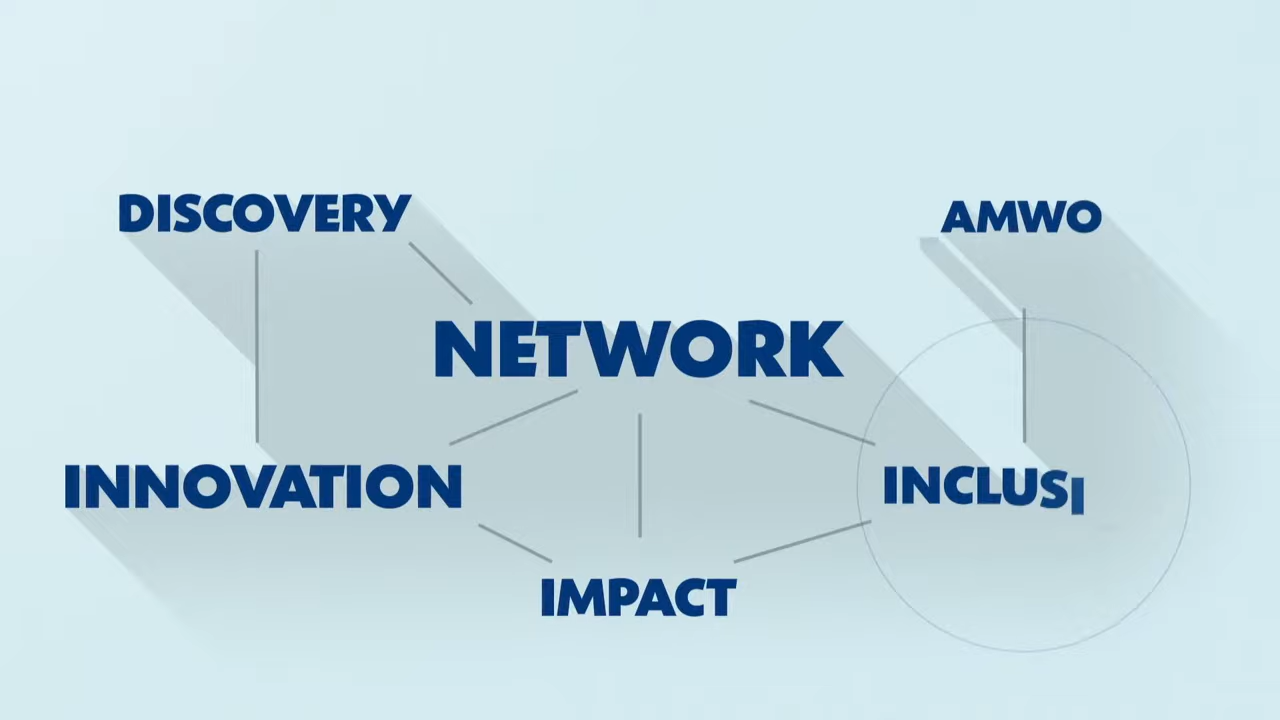 DISCOVERY
AMWO
NETWORK
INNOVATION
INCLUSI
IMPACT